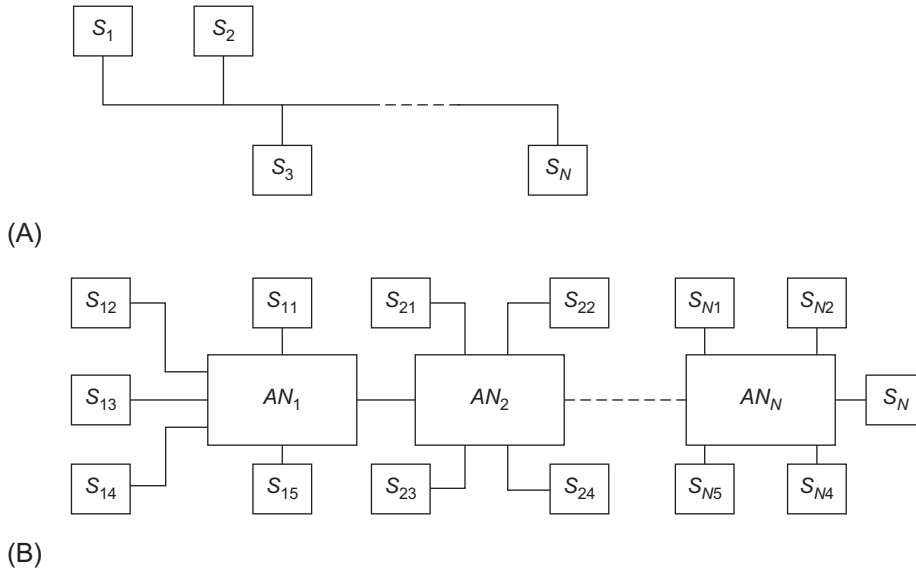 S1 S2
S3 SN
(A)
S12 S11 S21 S22 SN1 SN2
S13 AN1 AN2 ANN SN
S14 S15 S23 S24 SN5 SN4
(B)